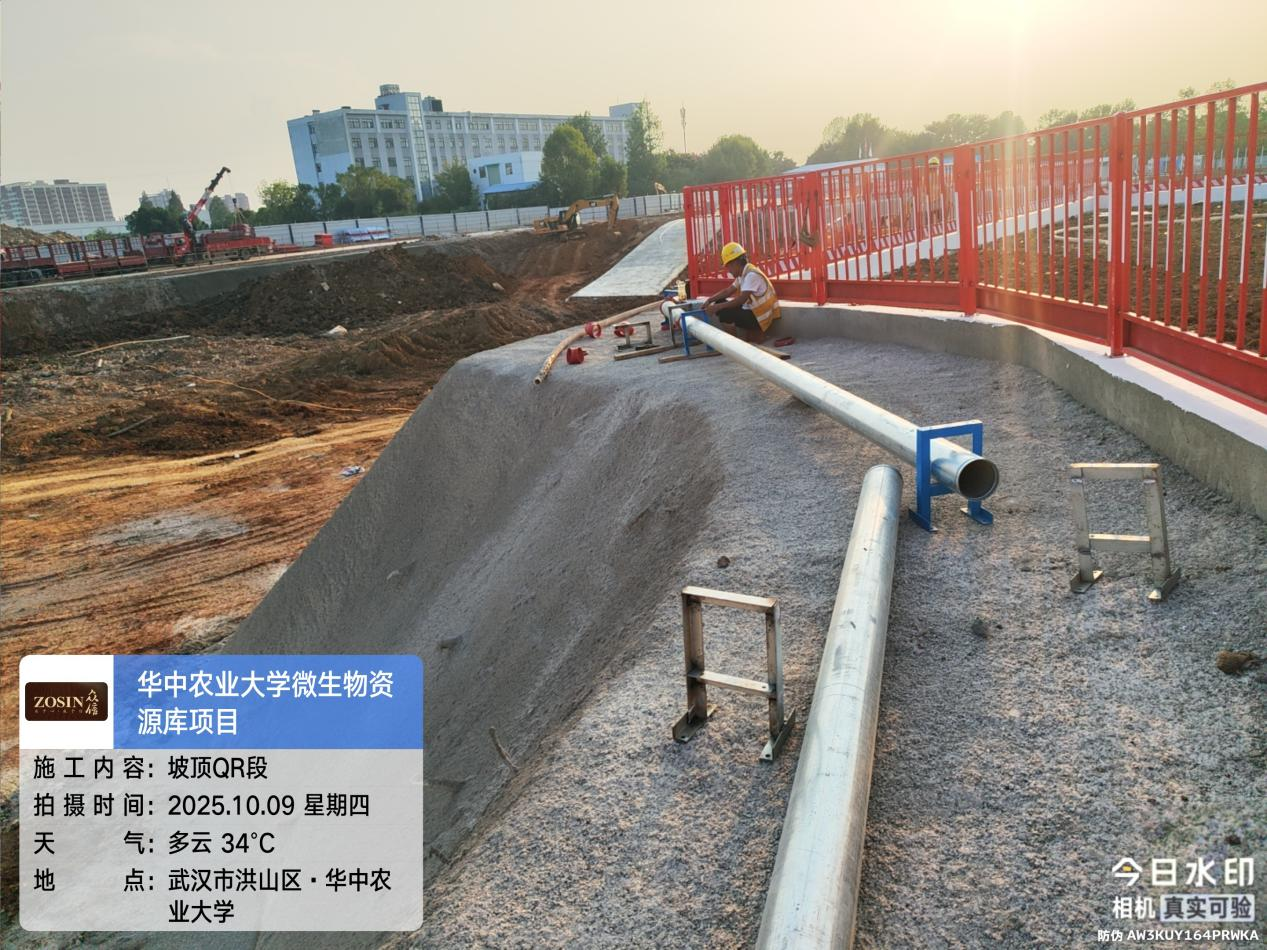 华中农业大学微生物资
源库项目
ZOSIN 众信
施工内容: 坡顶QR段
拍摄时间: 2025.10.09 星期四
天气: 多云 34℃
地点: 武汉市洪山区·华中农
业大学
今日水印
相机 真实可验
防伪 AW3KUY164PRWKA